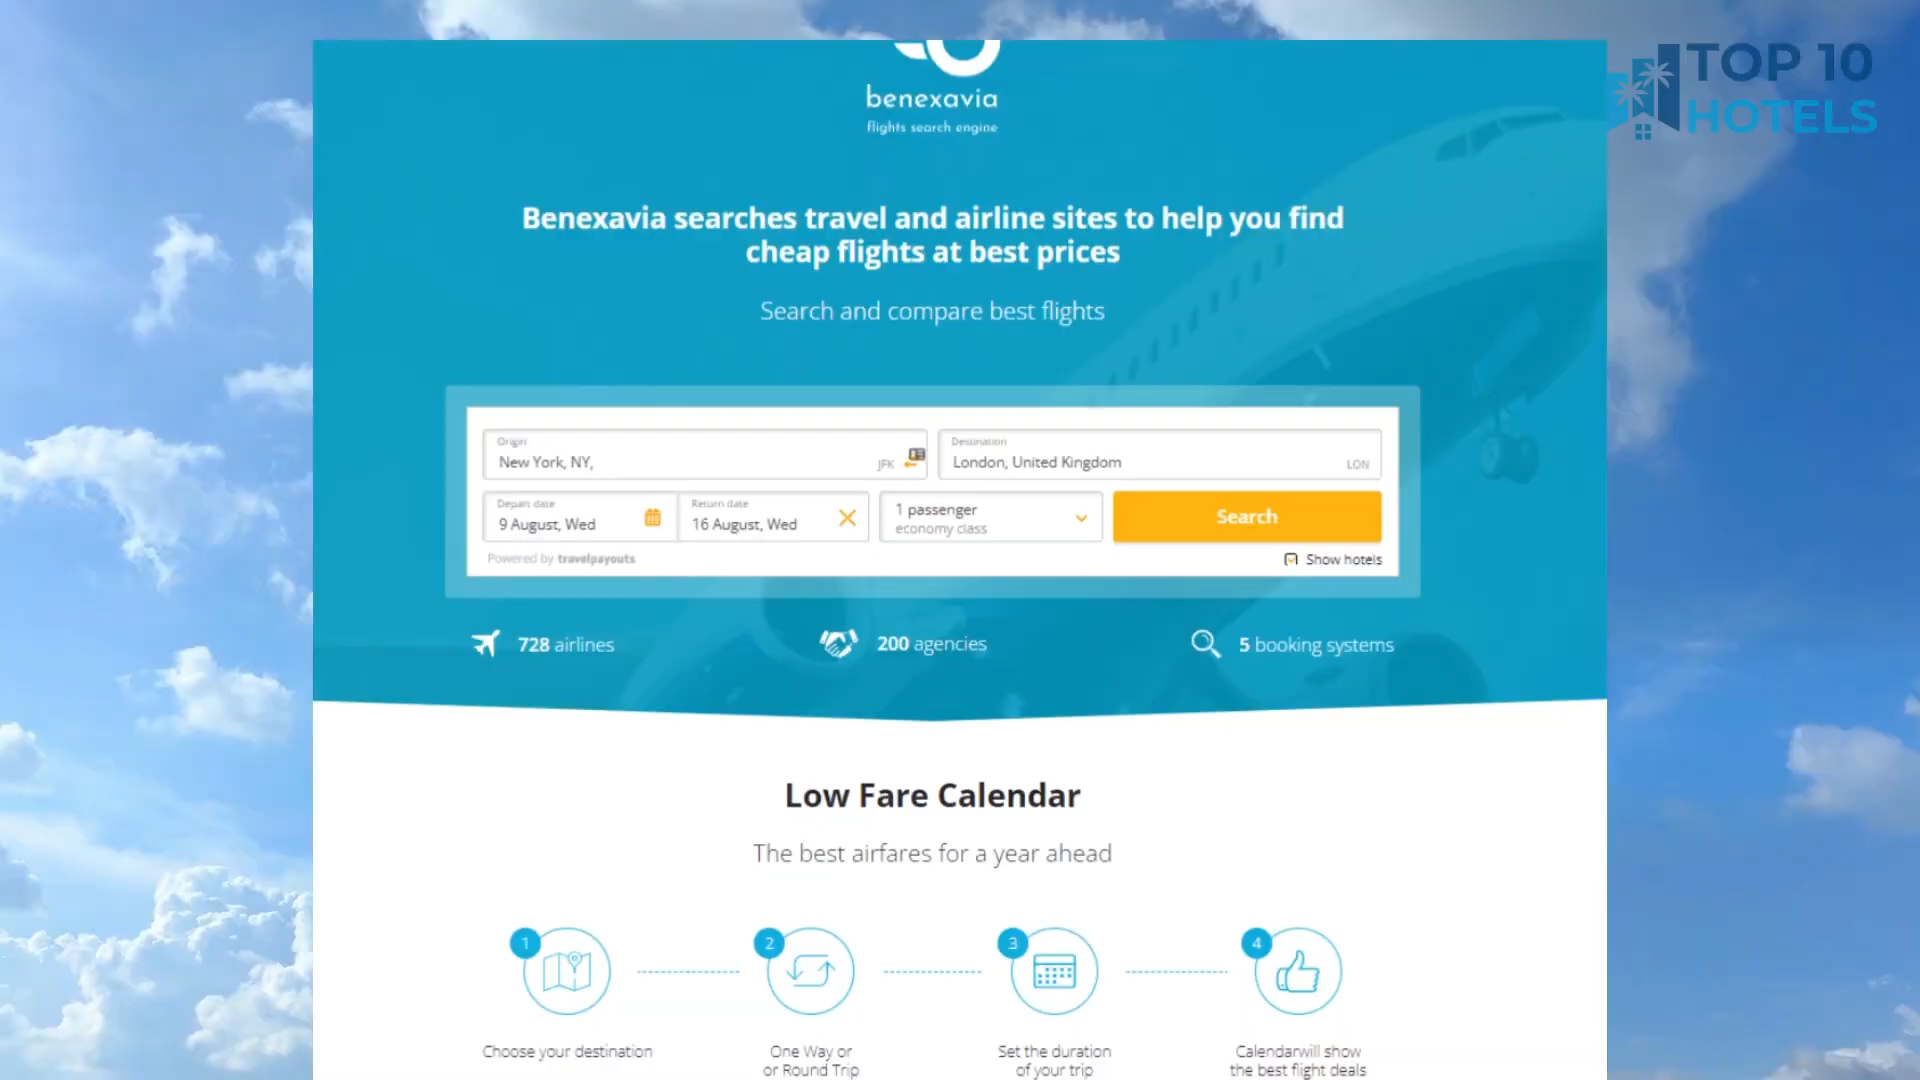 TOP 10
HOTELS
benexavia
flights search engine
Benexavia searches travel and airline sites to help you find
cheap flights at best prices
Search and compare best flights
Origin
New York, NY,
JFK
Destination
London, United Kingdom
LON
Depart date
9 August, Wed
Return date
16 August, Wed
1 passenger
economy class
Search
Powered by travelpayouts
Show hotels
728 airlines
200 agencies
5 booking systems
Low Fare Calendar
The best airfares for a year ahead
1
2
3
4
Choose your destination
One Way or
or Round Trip
Set the duration
of your trip
Calendarwill show
the best flight deals